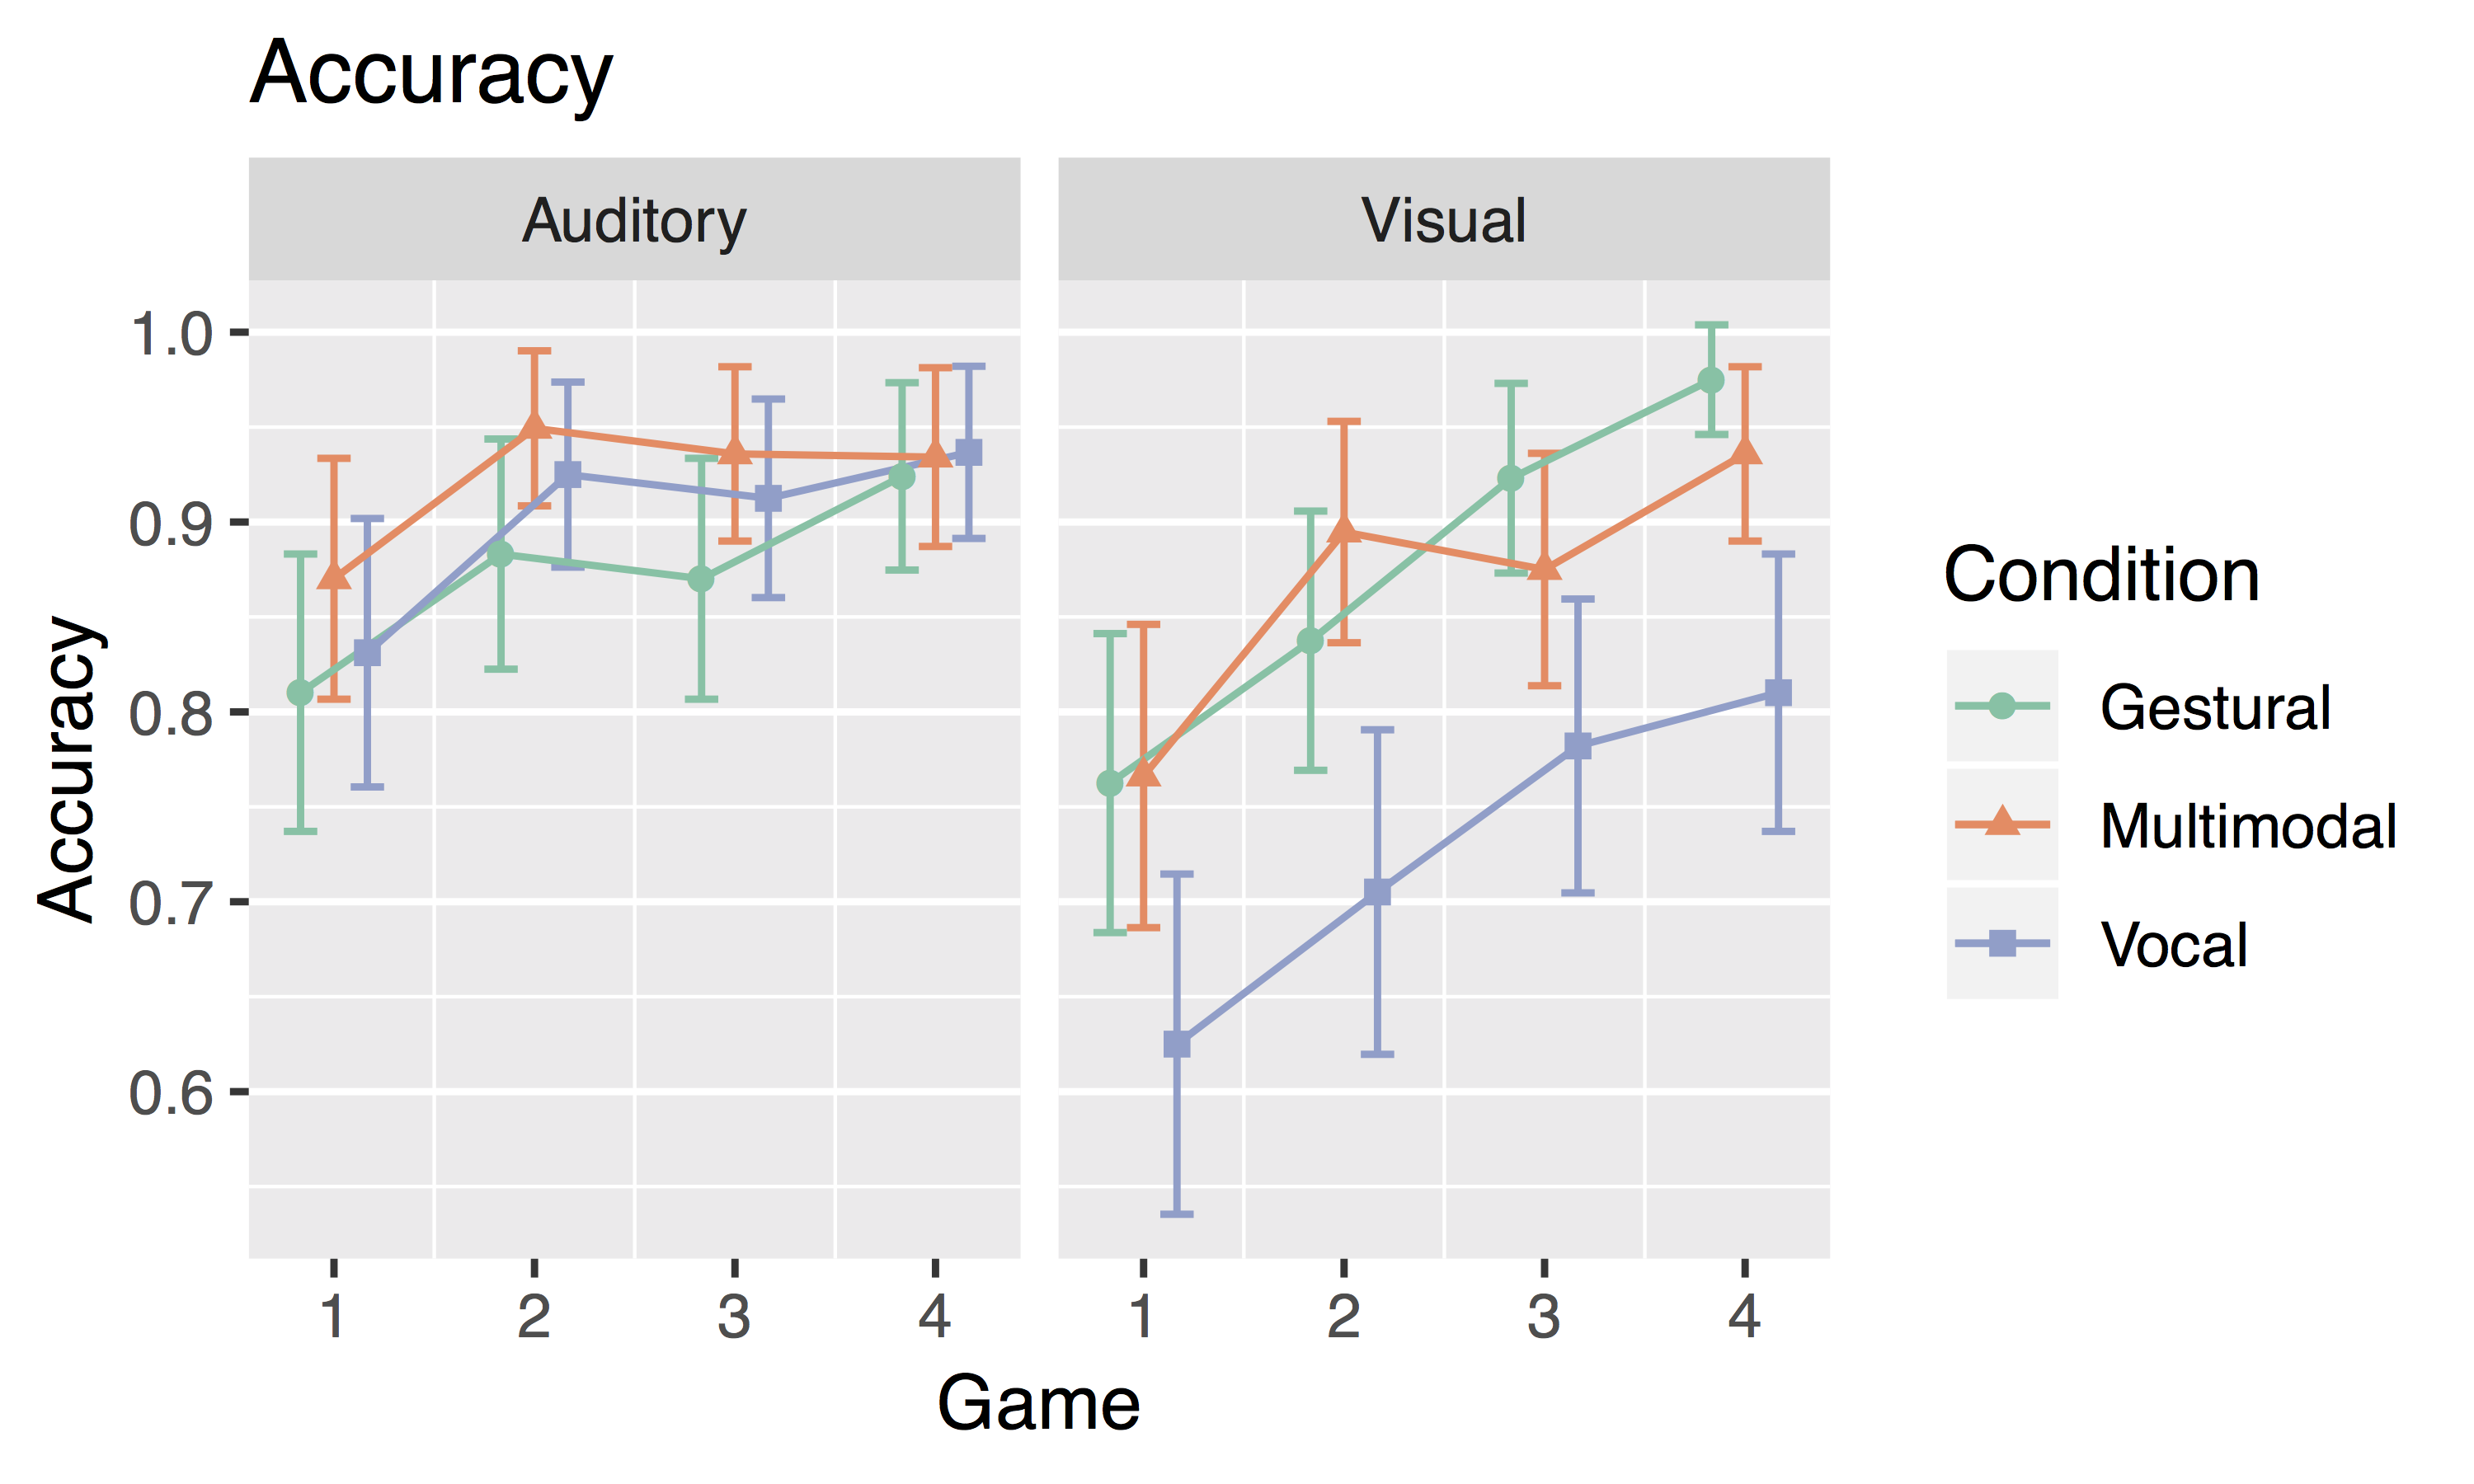 Accuracy
Auditory
Visual
Accuracy
1.0
0.9
0.8
0.7
0.6
1 2 3 4
1 2 3 4
Game
Condition
Gestural
Multimodal
Vocal